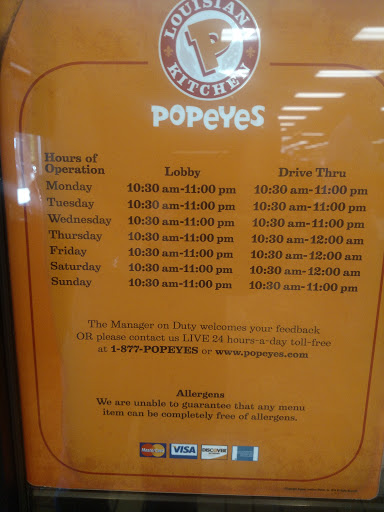 LOUISIANA
KITCHEN
POPEYES
Hours of
Operation Lobby Drive Thru
Monday 10:30 am-11:00 pm 10:30 am-11:00 pm
Tuesday 10:30 am-11:00 pm 10:30 am-11:00 pm
Wednesday 10:30 am-11:00 pm 10:30 am-11:00 pm
Thursday 10:30 am-11:00 pm 10:30 am-12:00 am
Friday 10:30 am-11:00 pm 10:30 am-12:00 am
Saturday 10:30 am-11:00 pm 10:30 am-12:00 am
Sunday 10:30 am-11:00 pm 10:30 am-11:00 pm
The Manager on Duty welcomes your feedback
OR please contact us LIVE 24 hours-a-day toll-free
at 1-877-POPEYES or www.popeyes.com
Allergens
We are unable to guarantee that any menu
item can be completely free of allergens.
MasterCard VISA DISCOVER